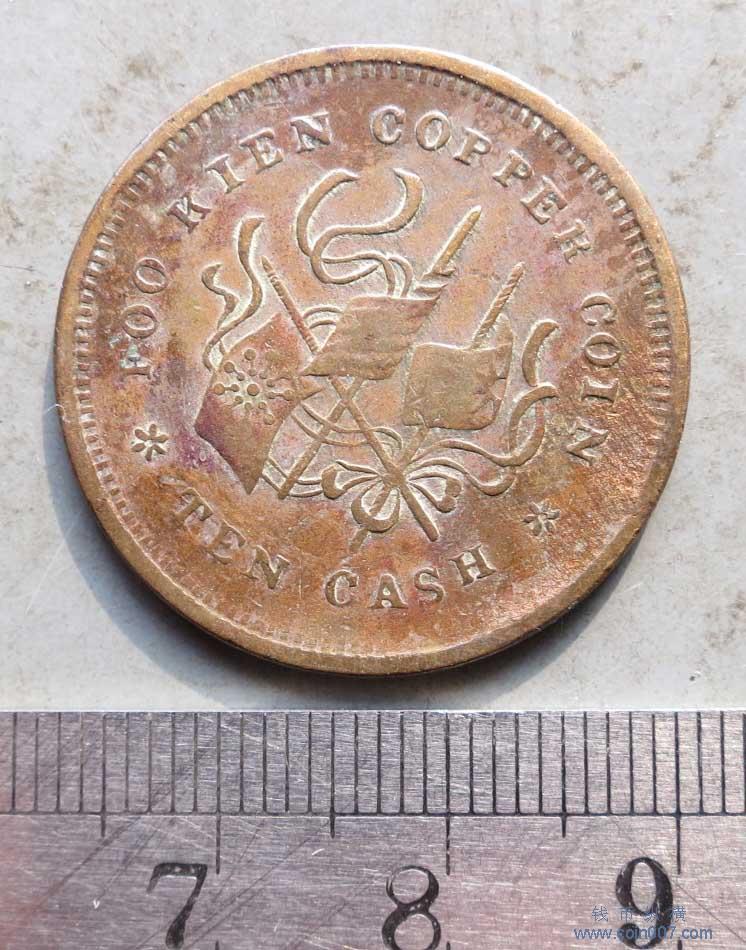 FOO KIEN COPPER COIN
* TEN CASH *
7 8 9
钱币纵横
www.coin007.com